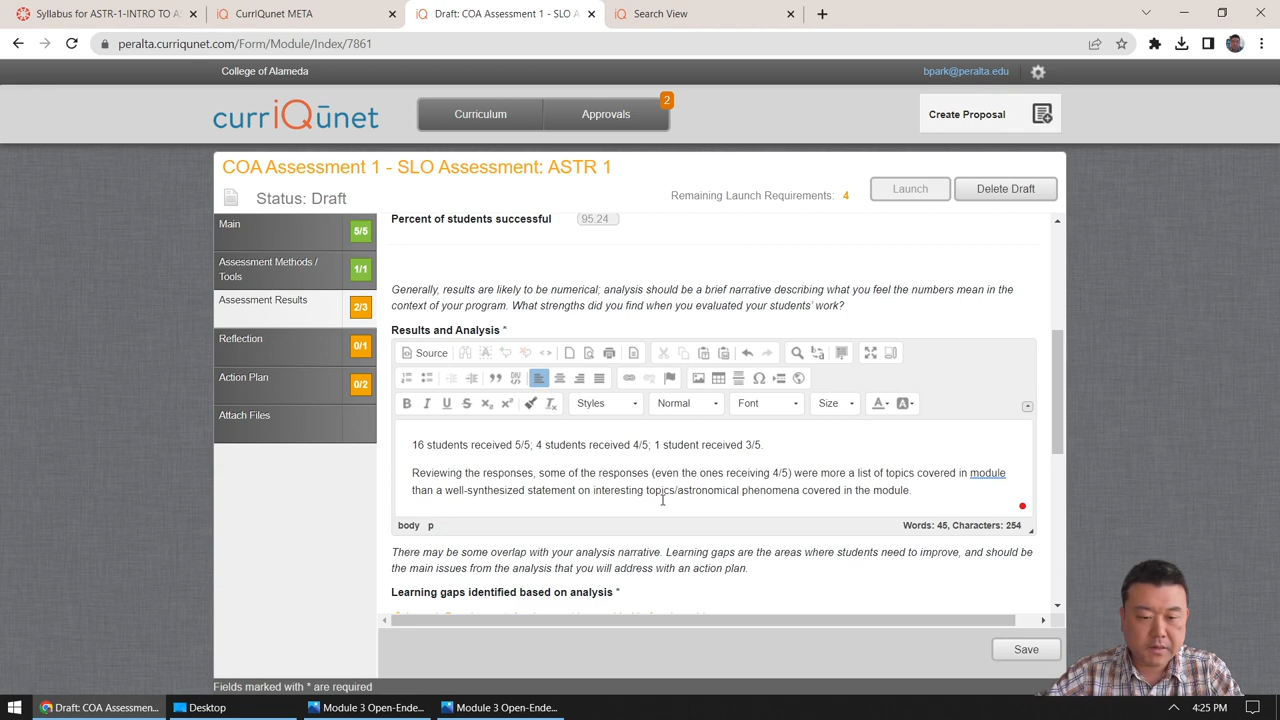 Syllabus for ASTR-1-INTRO TO AS
CurrIQunet META
Draft: COA Assessment 1 - SLO A
Search View
peralta.curriqunet.com/Form/Module/Index/7861
College of Alameda
bpark@peralta.edu
currIQūnet
Curriculum
Approvals
2
Create Proposal
COA Assessment 1 - SLO Assessment: ASTR 1
Status: Draft
Remaining Launch Requirements: 4
Launch
Delete Draft
Main
5/5
Assessment Methods /
Tools
1/1
Assessment Results
2/3
Reflection
0/1
Action Plan
0/2
Attach Files
Percent of students successful
95.24
Generally, results are likely to be numerical; analysis should be a brief narrative describing what you feel the numbers mean in the
context of your program. What strengths did you find when you evaluated your students' work?
Results and Analysis *
Source
Styles
Normal
Font
Size
16 students received 5/5; 4 students received 4/5; 1 student received 3/5.
Reviewing the responses, some of the responses (even the ones receiving 4/5) were more a list of topics covered in module
than a well-synthesized statement on interesting topics/astronomical phenomena covered in the module.
body p
Words: 45, Characters: 254
There may be some overlap with your analysis narrative. Learning gaps are the areas where students need to improve, and should be
the main issues from the analysis that you will address with an action plan.
Learning gaps identified based on analysis *
Save
Fields marked with * are required
Draft: COA Assessmen...
Desktop
Module 3 Open-Ende...
Module 3 Open-Ende...
4:25 PM